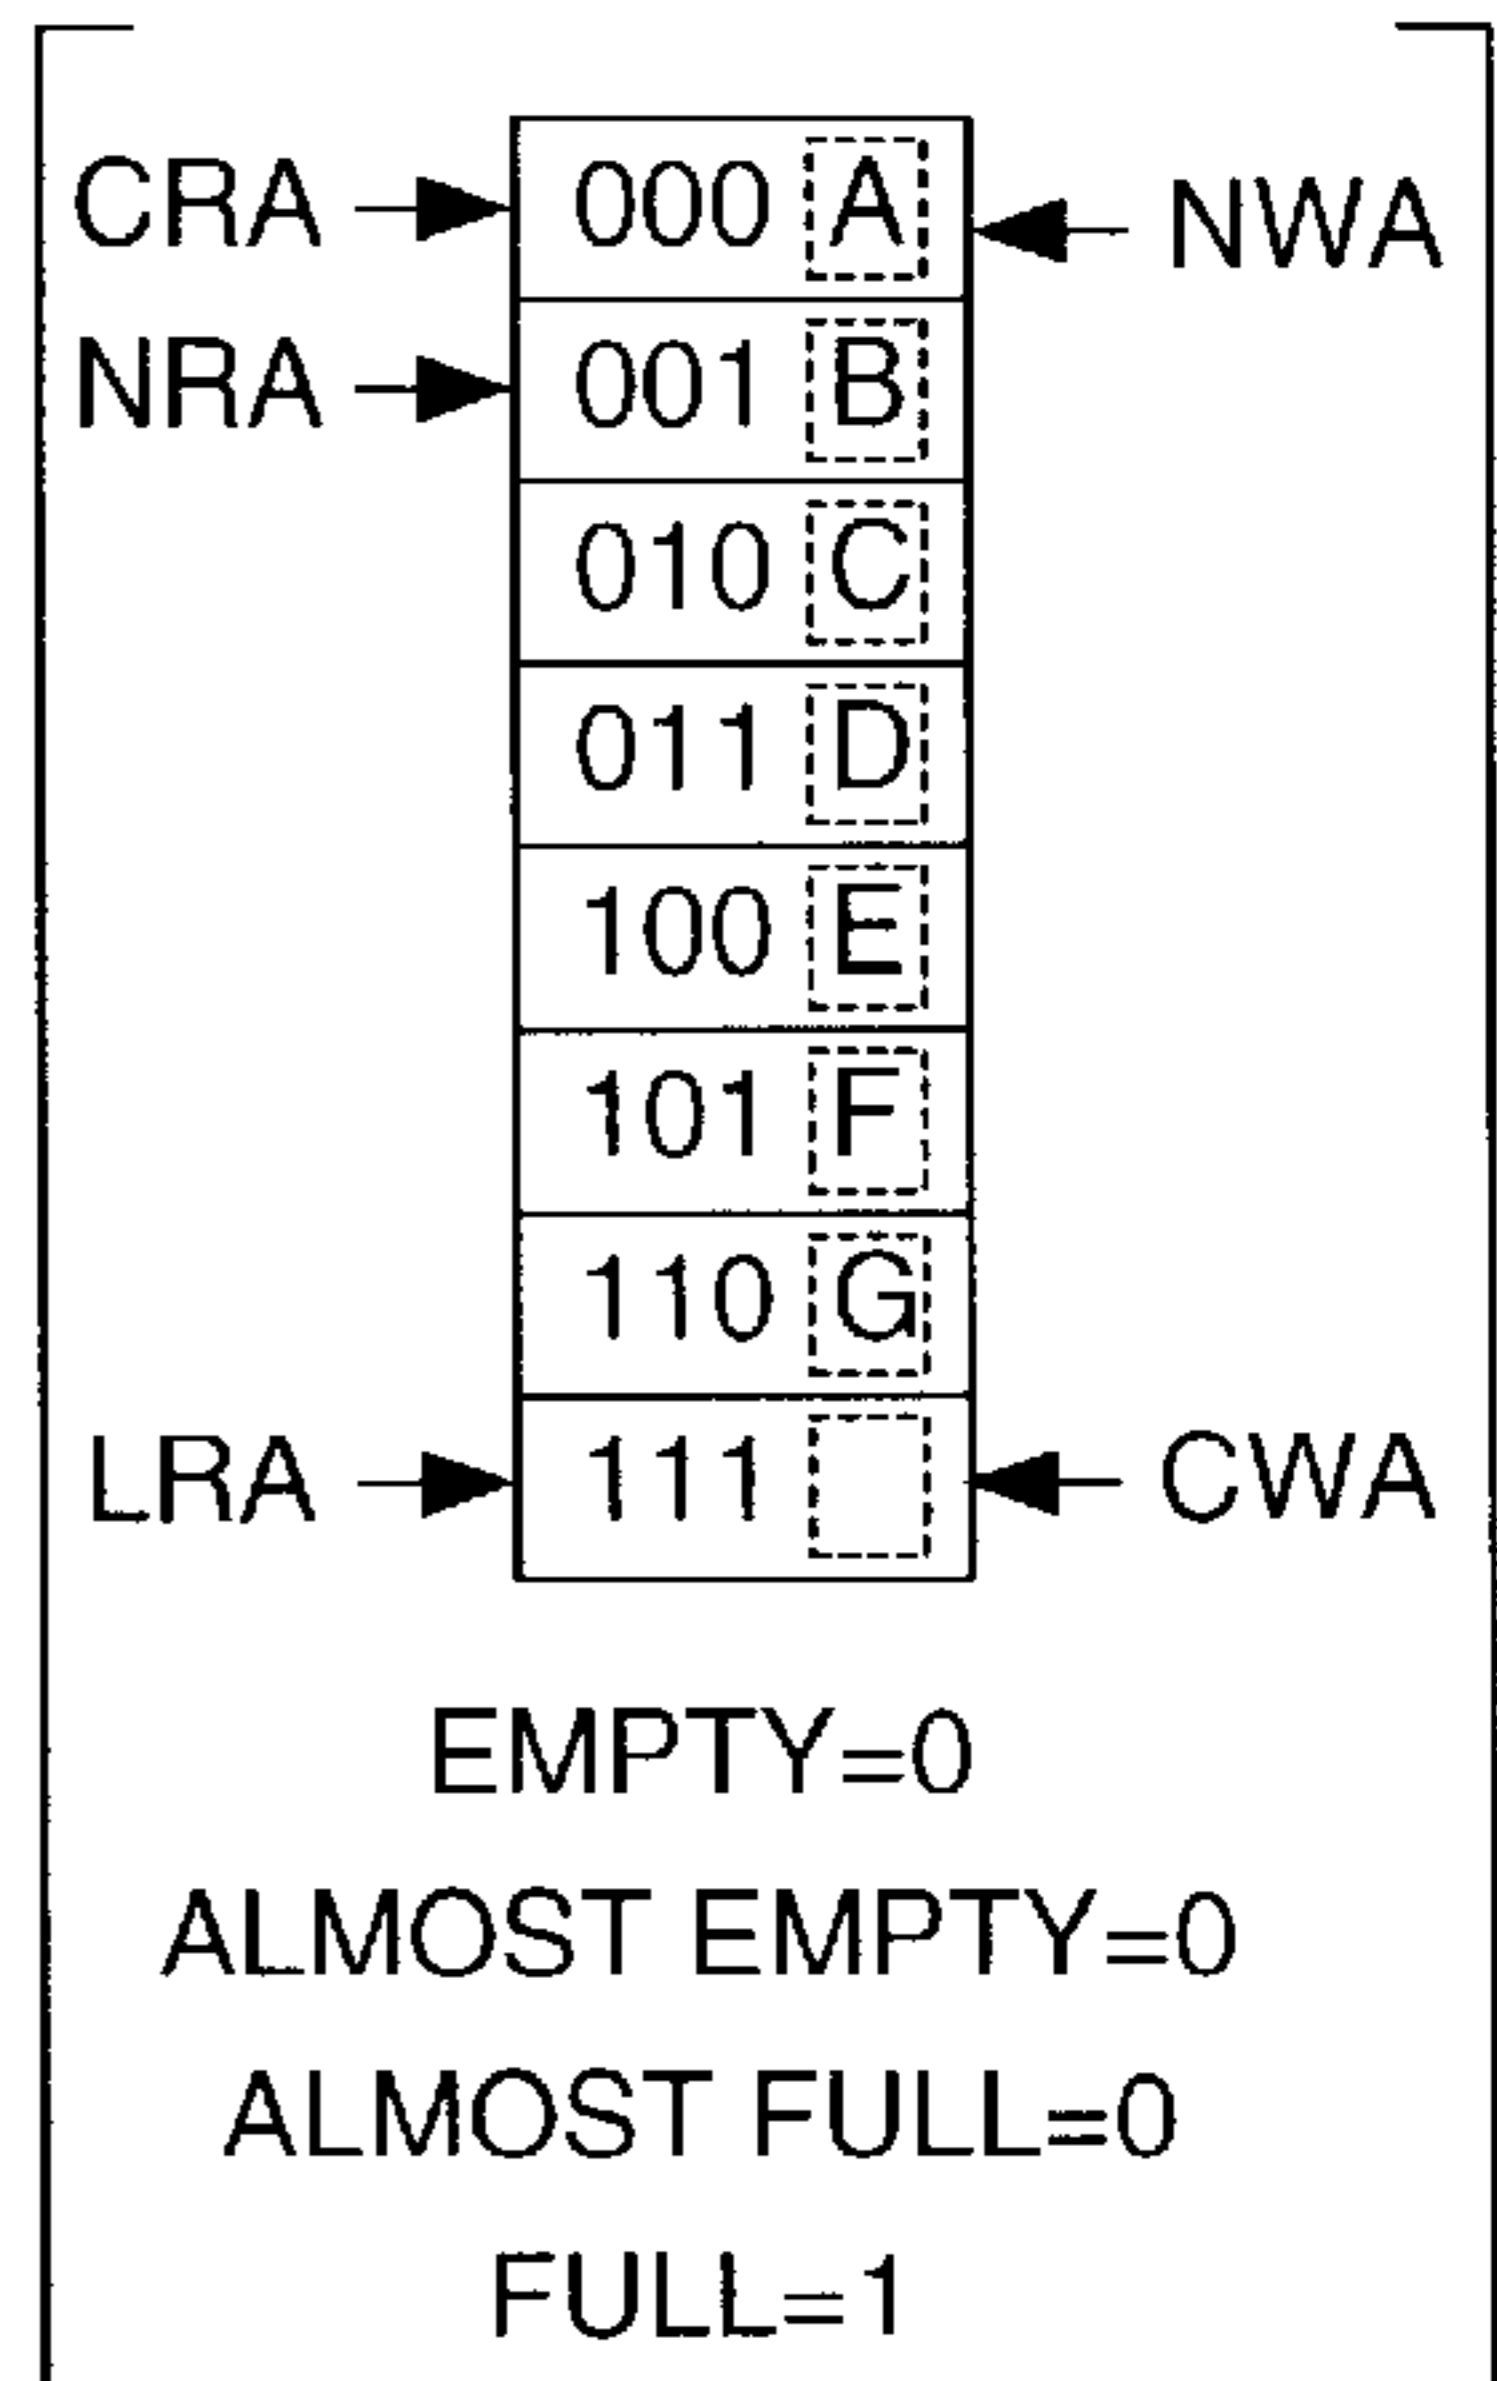 CRA 000 A NWA
NRA 001 B
010 C
011 D
100 E
101 F
110 G
LRA 111 CWA
EMPTY=0
ALMOST EMPTY=0
ALMOST FULL=0
FULL=1